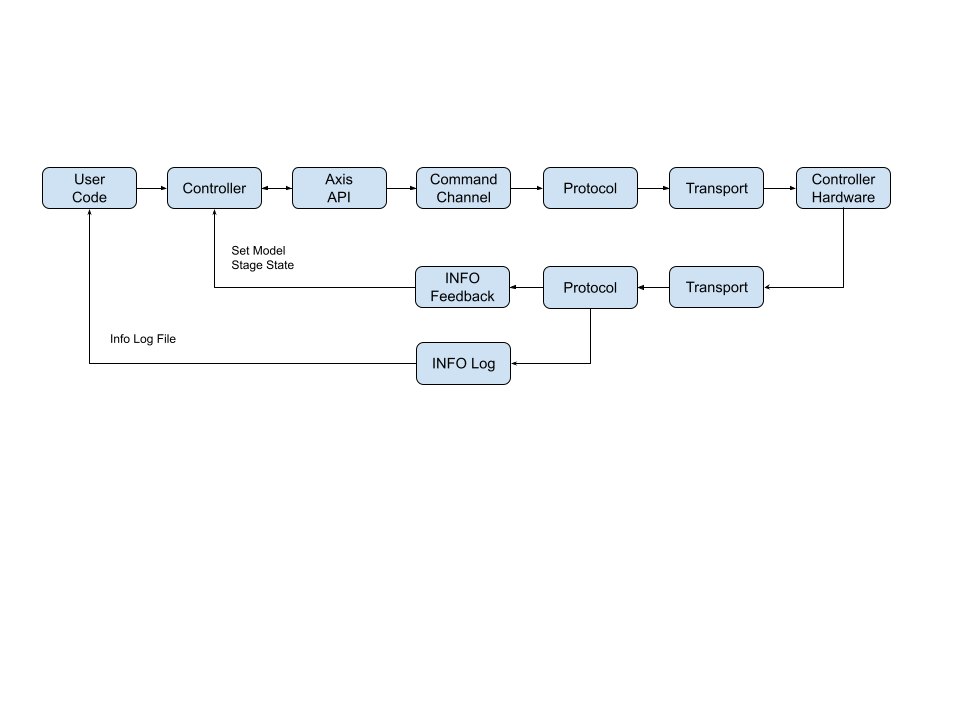 User
Code
Controller
Axis
API
Command
Channel
Protocol
Transport
Controller
Hardware
Set Model
Stage State
INFO
Feedback
Protocol
Transport
Info Log File
INFO Log